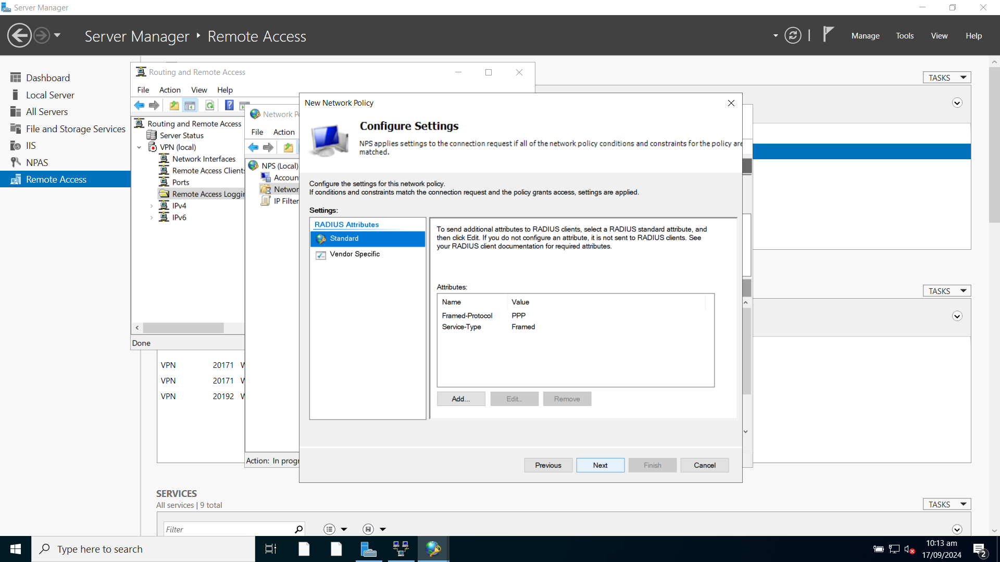 Server Manager
Server Manager ‣ Remote Access
Manage
Tools
View
Help
Dashboard
Local Server
All Servers
File and Storage Services
IIS
NPAS
Remote Access
TASKS
Routing and Remote Access
File
Action
View
Help
Routing and Remote Access
Server Status
VPN (local)
Network Interfaces
Remote Access Clients
Ports
Remote Access Loggin
IPv4
IPv6
Done
Network Po
File
Action
NPS (Local)
Accoun
Networ
IP Filter
Action: In progr
New Network Policy
Configure Settings
NPS applies settings to the connection request if all of the network policy conditions and constraints for the policy are
matched.
Configure the settings for this network policy.
If conditions and constraints match the connection request and the policy grants access, settings are applied.
Settings:
RADIUS Attributes
Standard
Vendor Specific
To send additional attributes to RADIUS clients, select a RADIUS standard attribute, and
then click Edit. If you do not configure an attribute, it is not sent to RADIUS clients. See
your RADIUS client documentation for required attributes.
Attributes:
Name Value
Framed-Protocol PPP
Service-Type Framed
Add...
Edit...
Remove
Previous
Next
Finish
Cancel
TASKS
VPN 20171 W
VPN 20171 W
VPN 20192 W
SERVICES
All services | 9 total
TASKS
Filter
Type here to search
10:13 am
17/09/2024
2